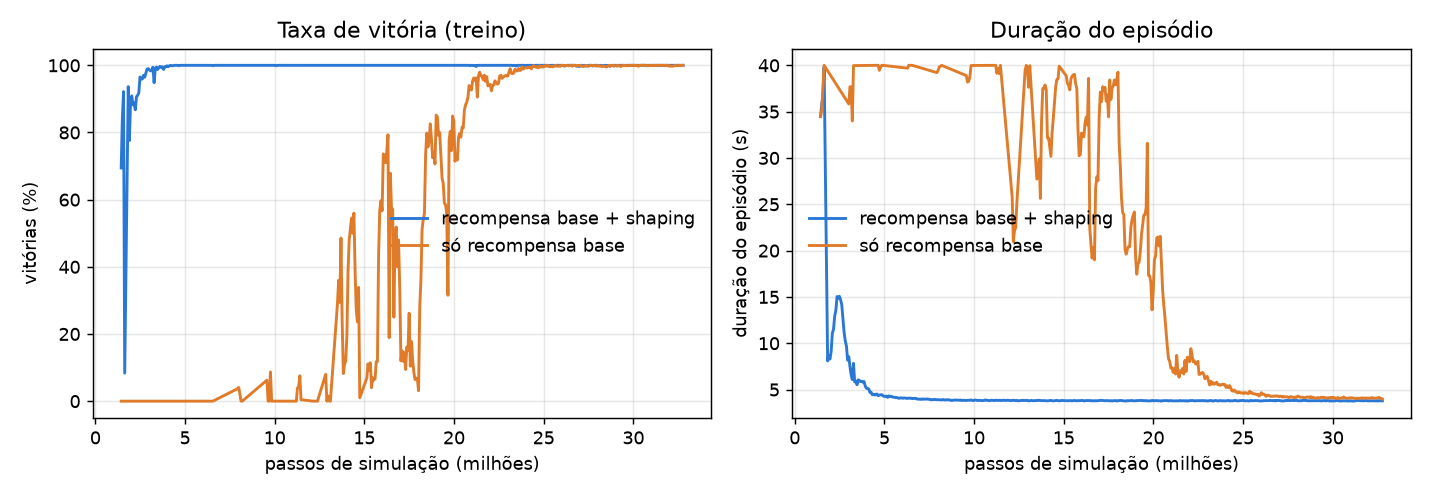 Taxa de vitória (treino)
vitórias (%)
100
80
60
40
20
0
recompensa base + shaping
só recompensa base
0 5 10 15 20 25 30
passos de simulação (milhões)
Duração do episódio
duração do episódio (s)
40
35
30
25
20
15
10
5
recompensa base + shaping
só recompensa base
0 5 10 15 20 25 30
passos de simulação (milhões)